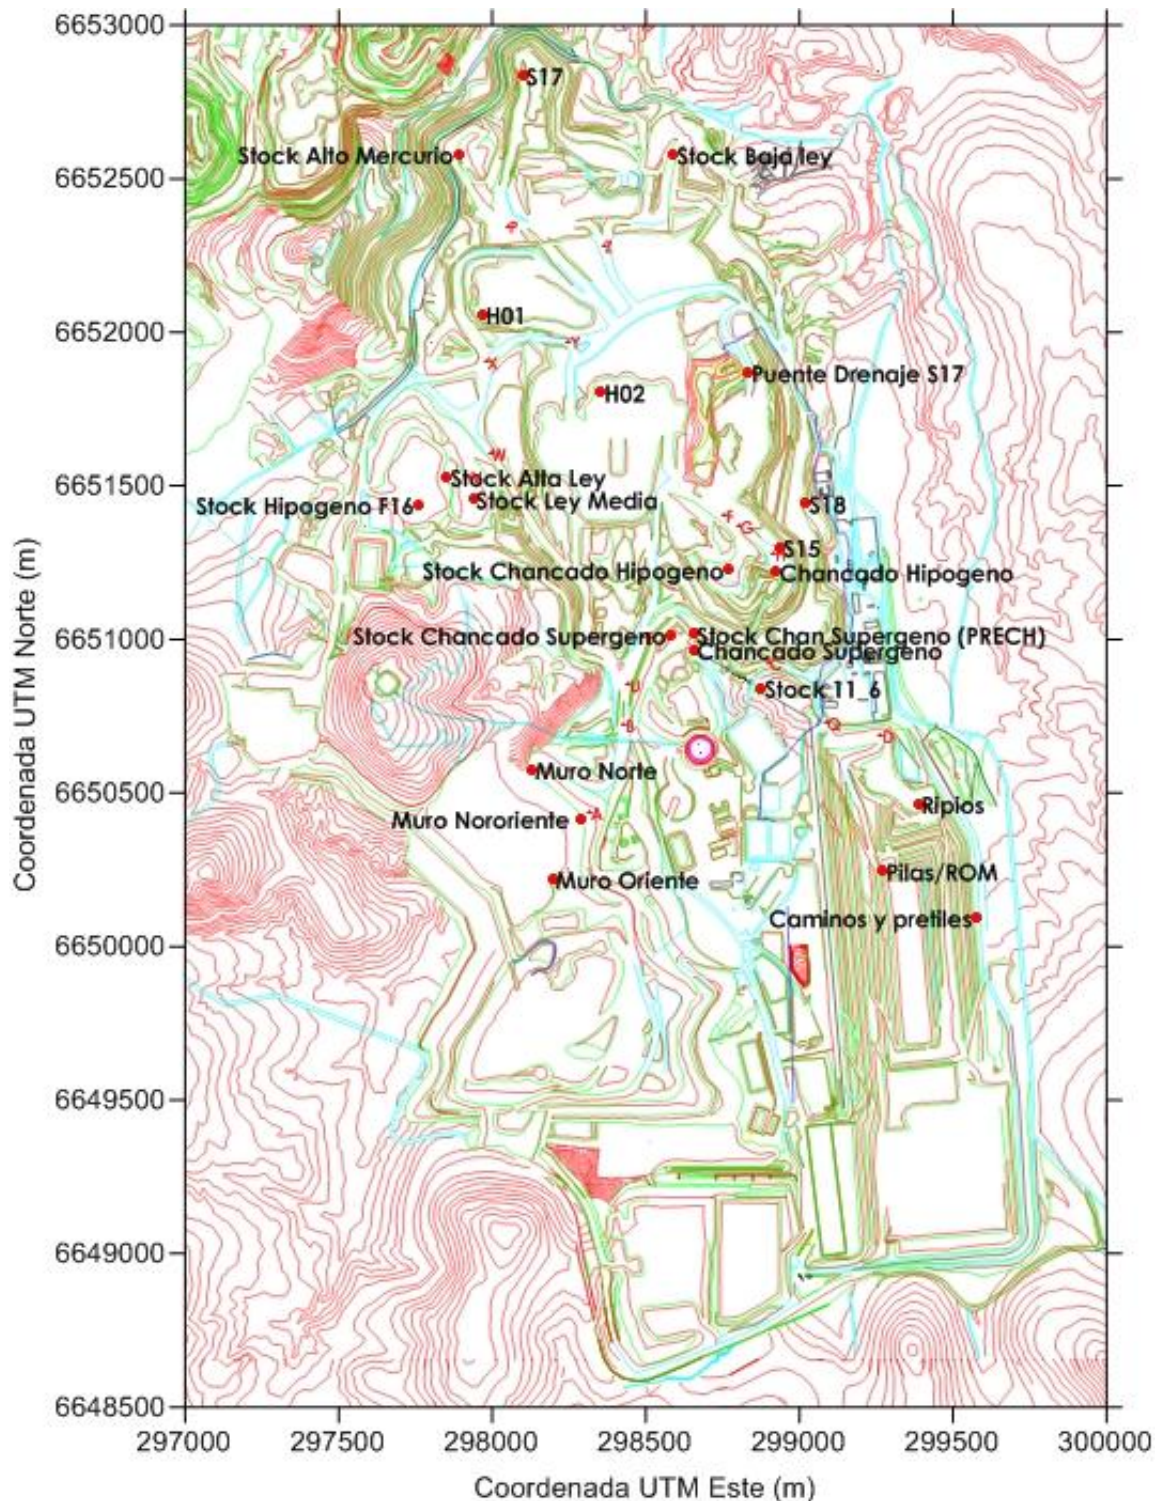 6653000
S17
Stock Alto Mercurio
Stock Baja ley
6652500
P
Z
H01
6652000
Y
X
Puente Drenaje S17
H02
W
Stock Alta Ley
6651500
Stock Ley Media
Stock Hipogeno F16
S18
F
G
S15
Stock Chancado Hipogeno
Chancado Hipogeno
Stock Chancado Supergeno
Stock Chan Supergeno (PRECH)
6651000
Chancado Supergeno
C
U
Stock 11_6
B
Q
D
Muro Norte
6650500
Ripios
A
Muro Nororiente
Pilas/ROM
Muro Oriente
Caminos y pretiles
6650000
6649500
6649000
6648500
297000 297500 298000 298500 299000 299500 300000
Coordenada UTM Este (m)
Coordenada UTM Norte (m)